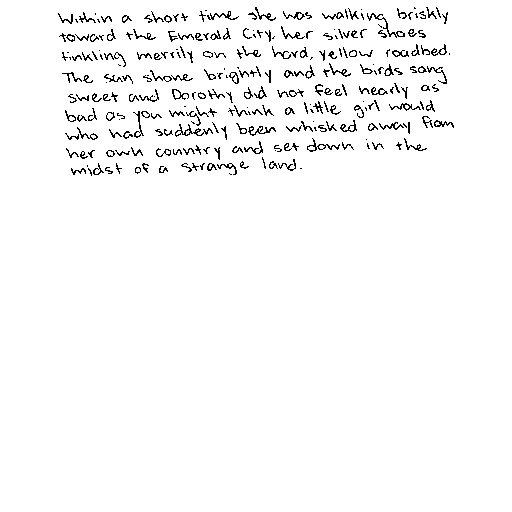 Within a short time she was walking briskly
toward the Emerald City, her silver shoes
tinkling merrily on the hard, yellow roadbed.
The sun shone brightly and the birds sang
sweet and Dorothy did not feel nearly as
bad as you might think a little girl would
who had suddenly been whisked away from
her own country and set down in the
midst of a strange land.